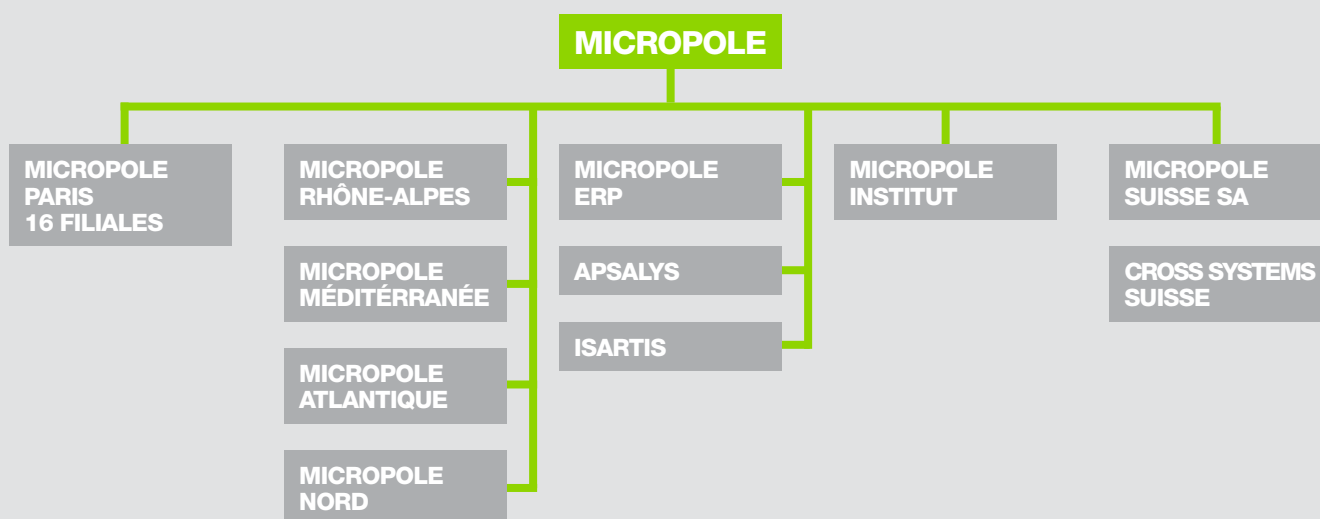 MICROPOLE
MICROPOLE
PARIS
16 FILIALES
MICROPOLE
RHÔNE-ALPES
MICROPOLE
MÉDITÉRRANÉE
MICROPOLE
ATLANTIQUE
MICROPOLE
NORD
MICROPOLE
ERP
APSALYS
ISARTIS
MICROPOLE
INSTITUT
MICROPOLE
SUISSE SA
CROSS SYSTEMS
SUISSE